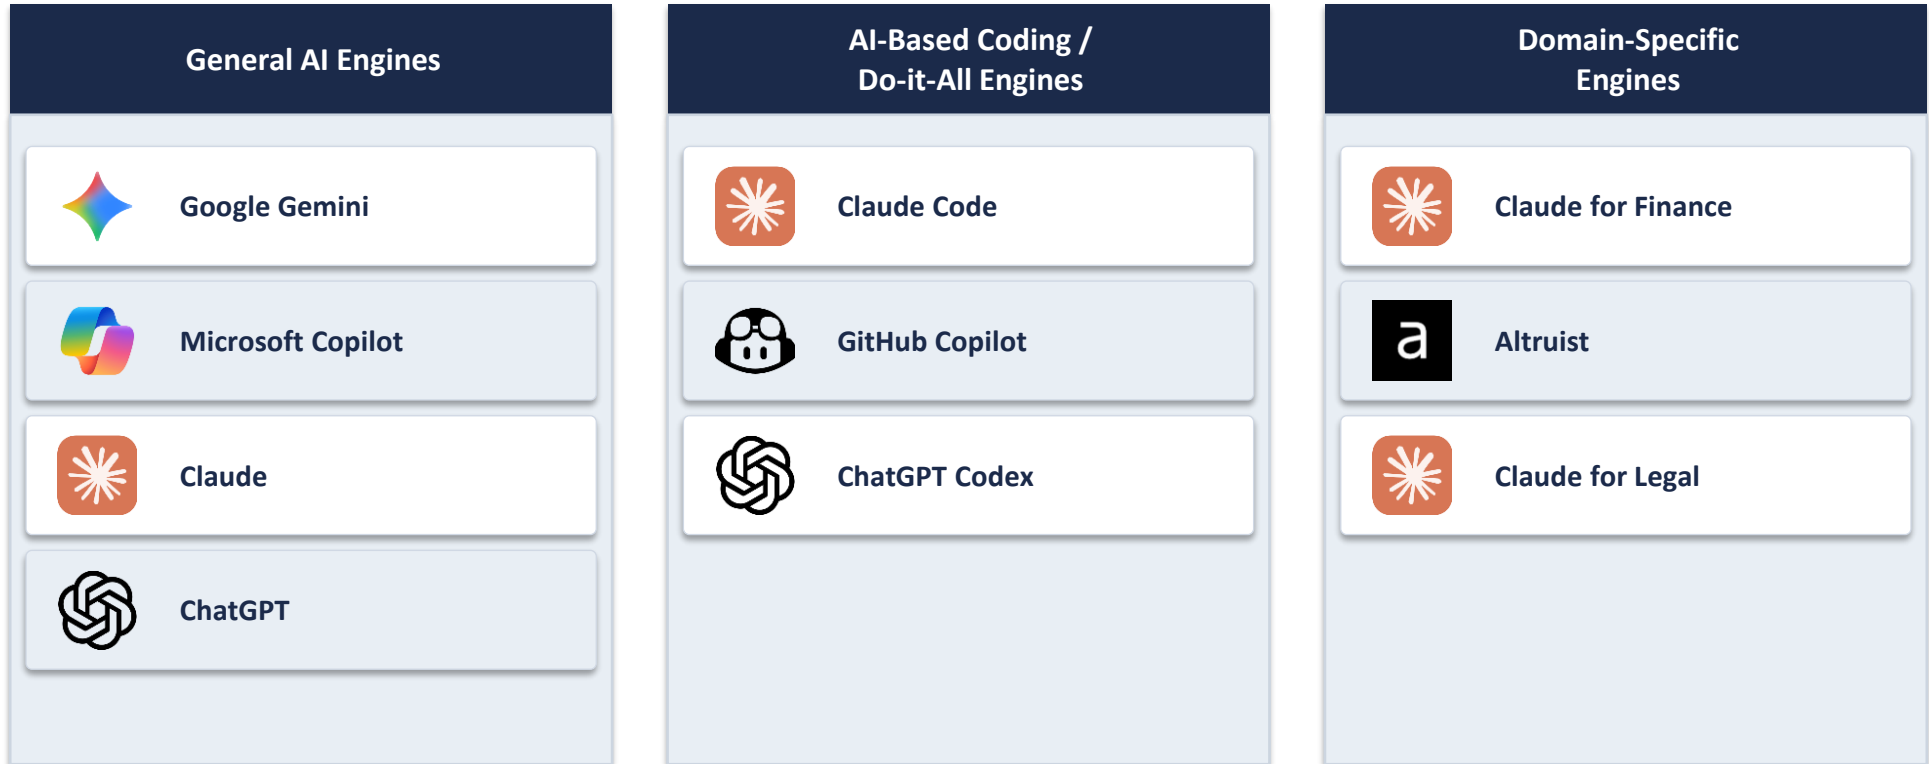 General AI Engines
Google Gemini
Microsoft Copilot
Claude
ChatGPT
AI-Based Coding /
Do-it-All Engines
Claude Code
GitHub Copilot
ChatGPT Codex
Domain-Specific
Engines
Claude for Finance
a
Altruist
Claude for Legal